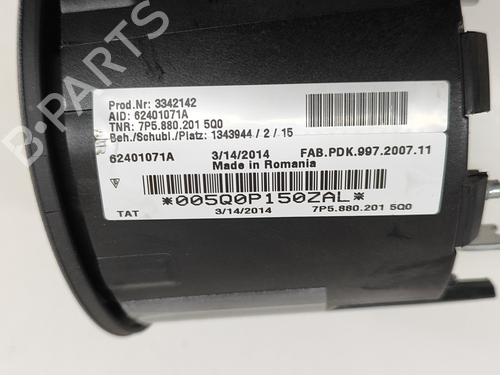 Prod.Nr: 3342142
AID: 62401071A
TNR: 7P5.880.201 5Q0
Beh./Schubl./Platz: 1343944 / 2 / 15
62401071A 3/14/2014 FAB.PDK.997.2007.11
Made in Romania
*005Q0P150ZAL*
TAT 3/14/2014 7P5.880.201 5Q0